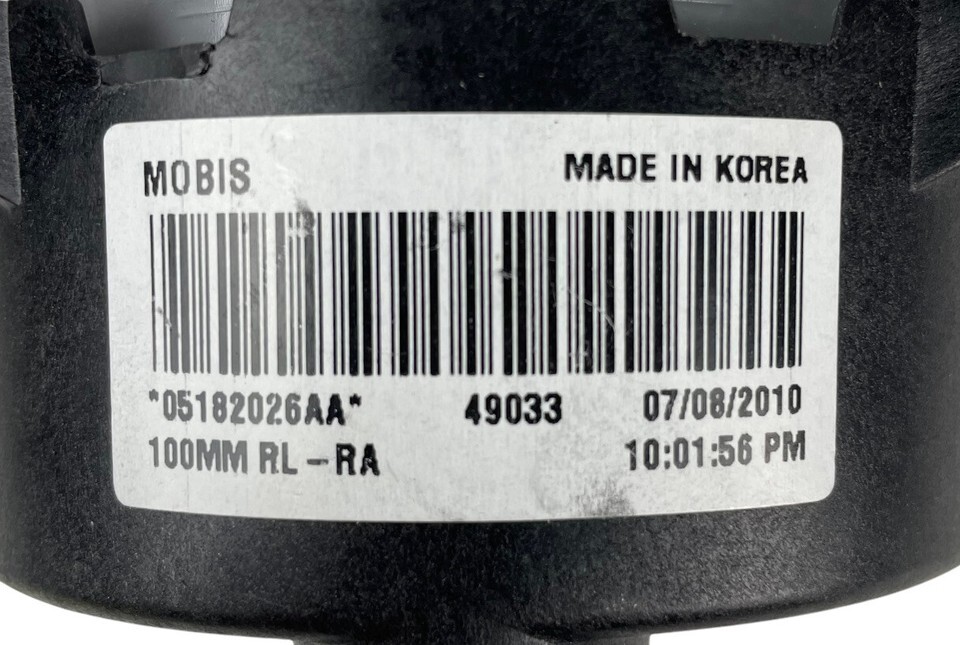 MOBIS MADE IN KOREA
*05182026AA* 49033 07/08/2010
100MM RL-RA 10:01:56 PM